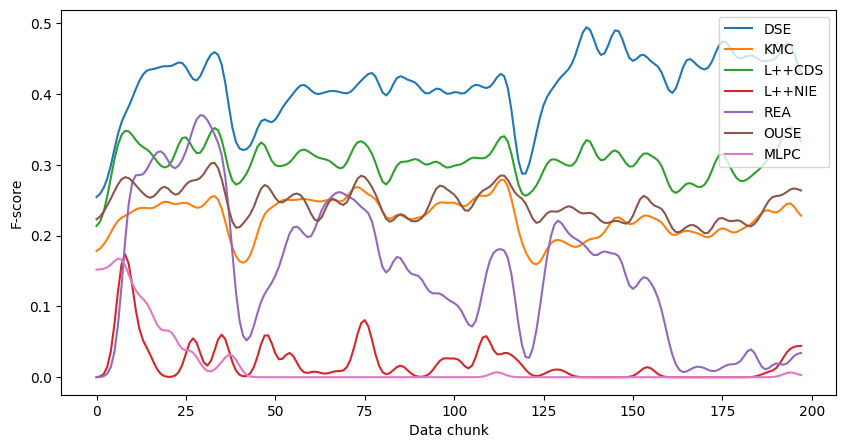 F-score
0.5
0.4
0.3
0.2
0.1
0.0
0
25
50
75
100
125
150
175
200
Data chunk
DSE
KMC
L++CDS
L++NIE
REA
OUSE
MLPC